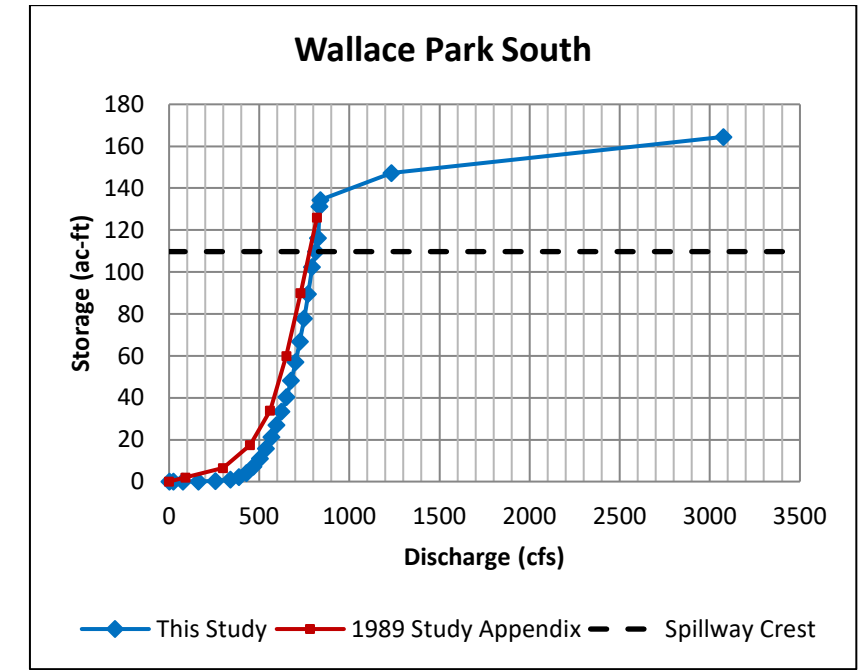 Wallace Park South
180
160
140
120
100
80
60
40
20
0
Storage (ac-ft)
0 500 1000 1500 2000 2500 3000 3500
Discharge (cfs)
This Study 1989 Study Appendix Spillway Crest